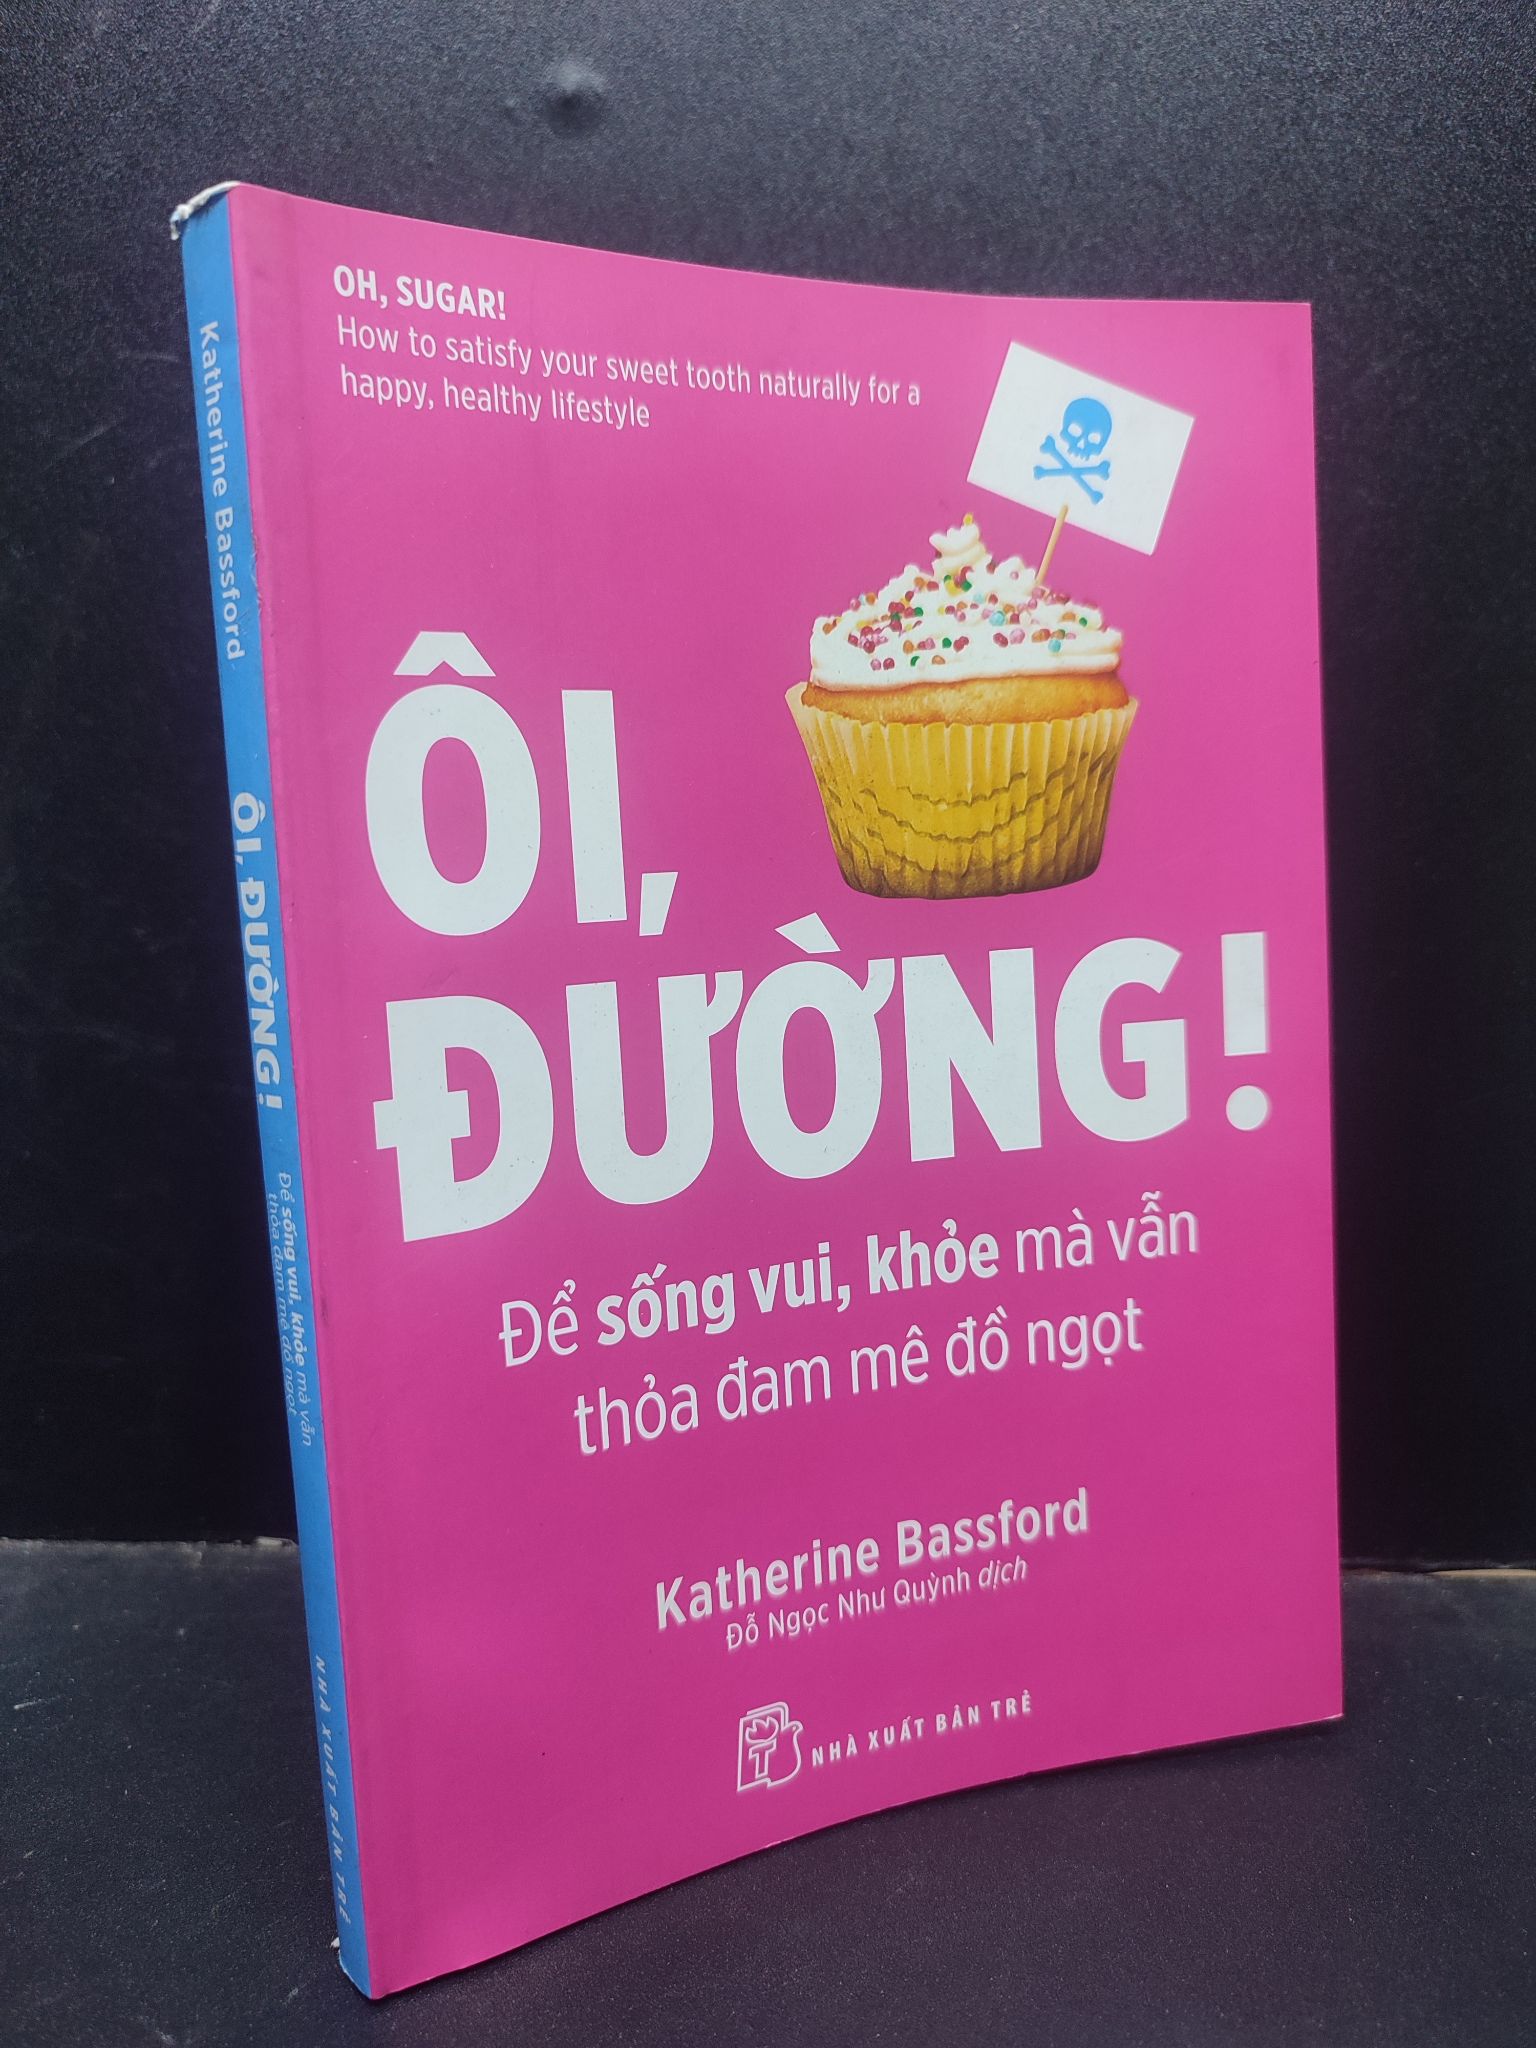 OH, SUGAR!
How to satisfy your sweet tooth naturally for a
happy, healthy lifestyle
ÔI,
ĐƯỜNG!
Để sống vui, khỏe mà vẫn
thỏa đam mê đồ ngọt
Katherine Bassford
Đỗ Ngọc Như Quỳnh dịch
T
NHÀ XUẤT BẢN TRẺ
Katherine Bassford
ÔI, ĐƯỜNG!
Để sống vui, khỏe mà vẫn
thỏa đam mê đồ ngọt
NHÀ XUẤT BẢN TRẺ